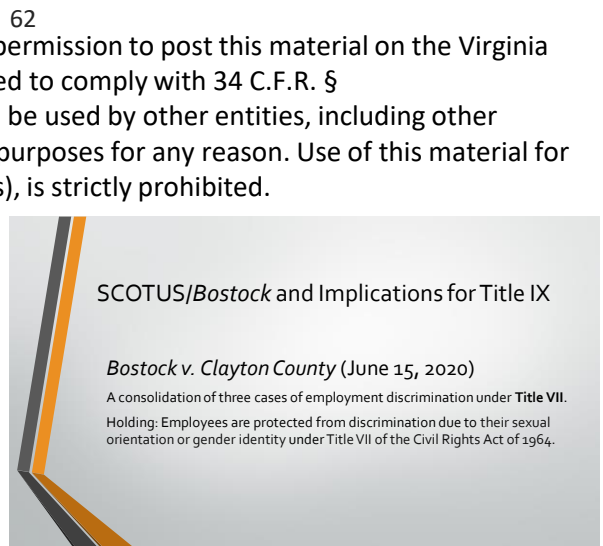 62
permission to post this material on the Virginia
ed to comply with 34 C.F.R. §
be used by other entities, including other
purposes for any reason. Use of this material for
s), is strictly prohibited.
SCOTUS/Bostock and Implications for Title IX
Bostock v. Clayton County (June 15, 2020)
A consolidation of three cases of employment discrimination under Title VII.
Holding: Employees are protected from discrimination due to their sexual
orientation or gender identity under Title VII of the Civil Rights Act of 1964.